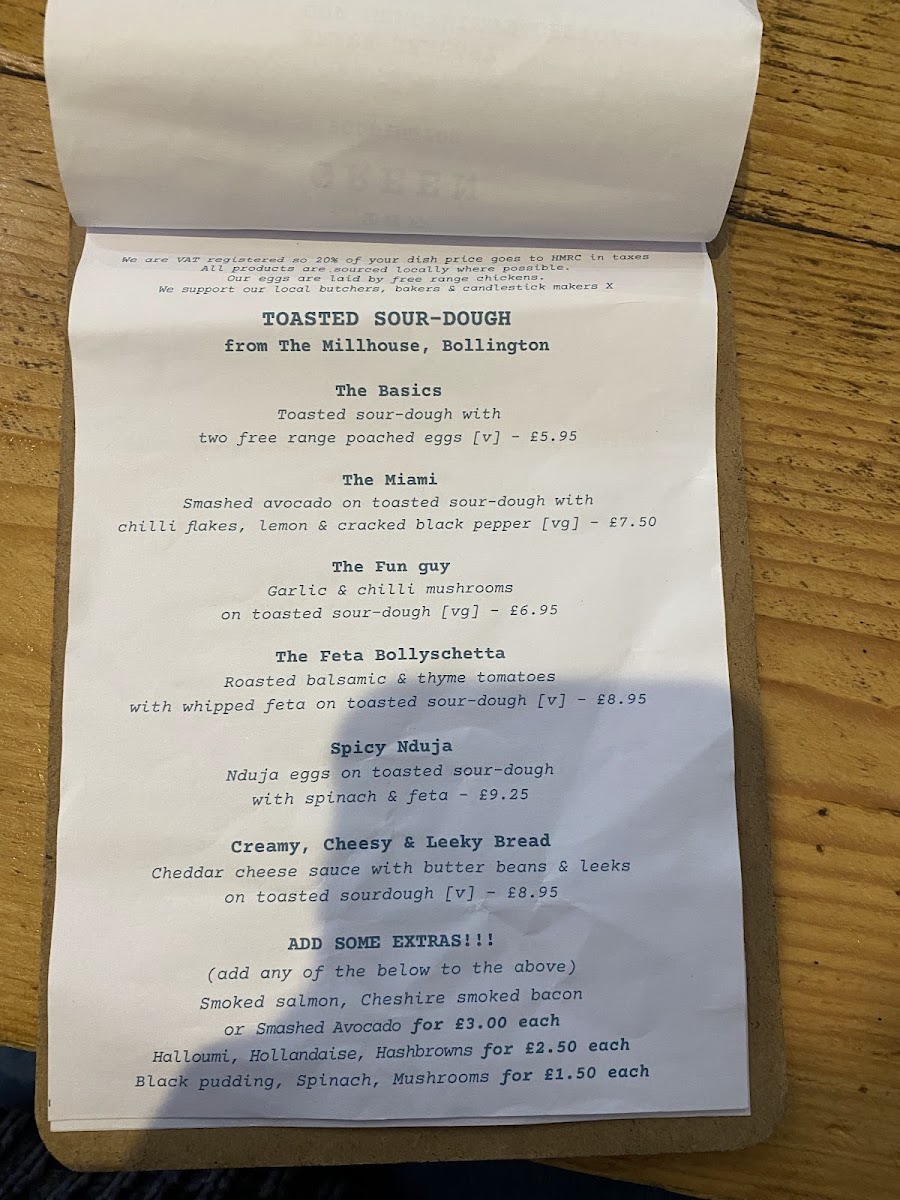 We are VAT registered so 20% of your dish price goes to HMRC in taxes
All products are sourced locally where possible.
Our eggs are laid by free range chickens.
We support our local butchers, bakers & candlestick makers X
TOASTED SOUR-DOUGH
from The Millhouse, Bollington
The Basics
Toasted sour-dough with
two free range poached eggs [v] - £5.95
The Miami
Smashed avocado on toasted sour-dough with
chilli flakes, lemon & cracked black pepper [vg] - £7.50
The Fun guy
Garlic & chilli mushrooms
on toasted sour-dough [vg] - £6.95
The Feta Bollyschetta
Roasted balsamic & thyme tomatoes
with whipped feta on toasted sour-dough [v] - £8.95
Spicy Nduja
Nduja eggs on toasted sour-dough
with spinach & feta - £9.25
Creamy, Cheesy & Leeky Bread
Cheddar cheese sauce with butter beans & leeks
on toasted sourdough [v] - £8.95
ADD SOME EXTRAS!!!
(add any of the below to the above)
Smoked salmon, Cheshire smoked bacon
or Smashed Avocado for £3.00 each
Halloumi, Hollandaise, Hashbrowns for £2.50 each
Black pudding, Spinach, Mushrooms for £1.50 each